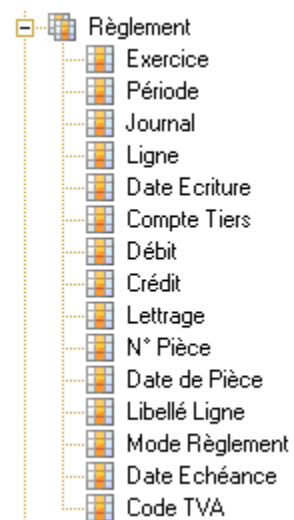 Règlement
Exercice
Période
Journal
Ligne
Date Ecriture
Compte Tiers
Débit
Crédit
Lettrage
N° Pièce
Date de Pièce
Libellé Ligne
Mode Règlement
Date Echéance
Code TVA